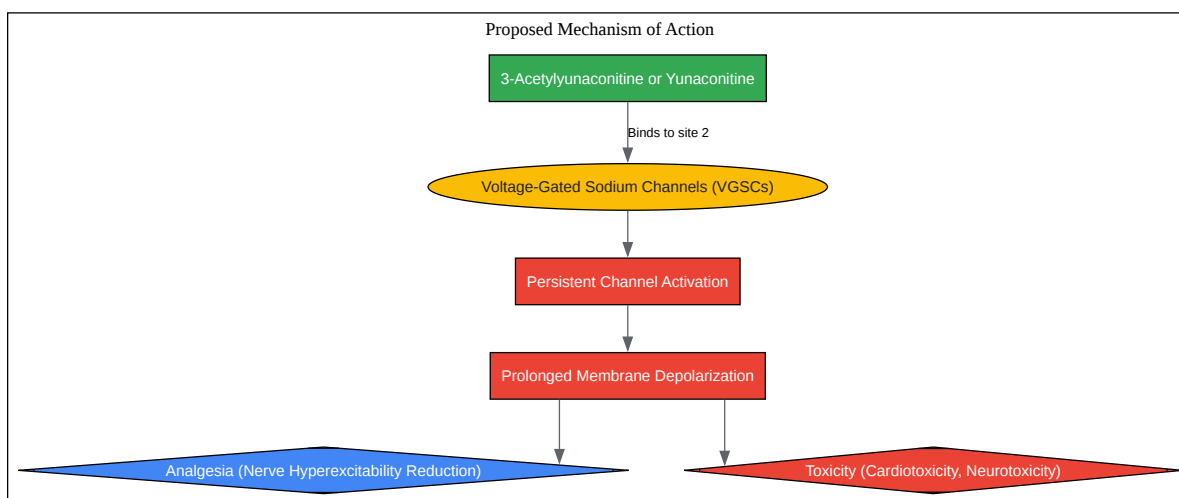 Proposed Mechanism of Action
3-Acetylyunaconitine or Yunaconitine
Binds to site 2
Voltage-Gated Sodium Channels (VGSCs)
Persistent Channel Activation
Prolonged Membrane Depolarization
Analgesia (Nerve Hyperexcitability Reduction)
Toxicity (Cardiotoxicity, Neurotoxicity)